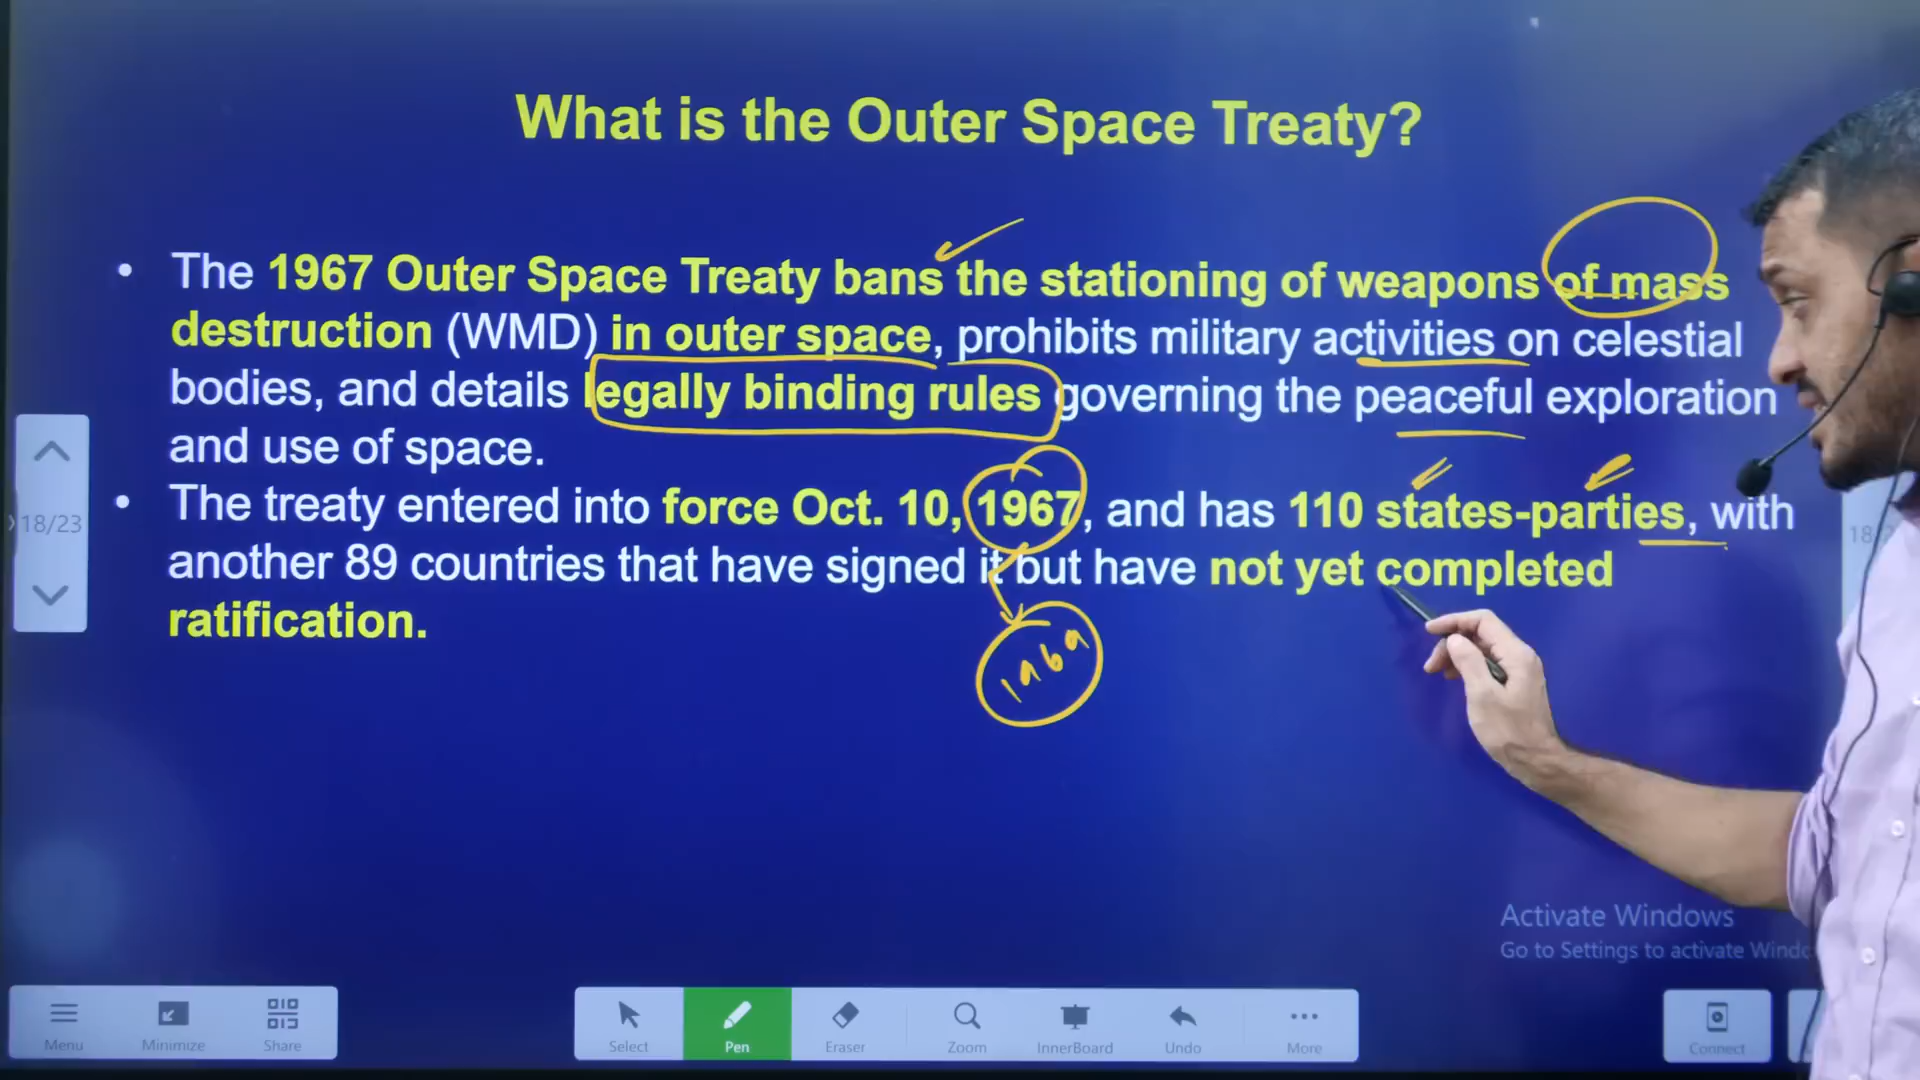 What is the Outer Space Treaty?
• The 1967 Outer Space Treaty bans the stationing of weapons of mass
destruction (WMD) in outer space, prohibits military activities on celestial
bodies, and details legally binding rules governing the peaceful exploration
and use of space.
• The treaty entered into force Oct. 10, 1967, and has 110 states-parties, with
another 89 countries that have signed it but have not yet completed
ratification.
1969
18/23
Activate Windows
Go to Settings to activate
Menu
Minimize
Share
Select
Pen
Eraser
Zoom
InnerBoard
Undo
More
Connect